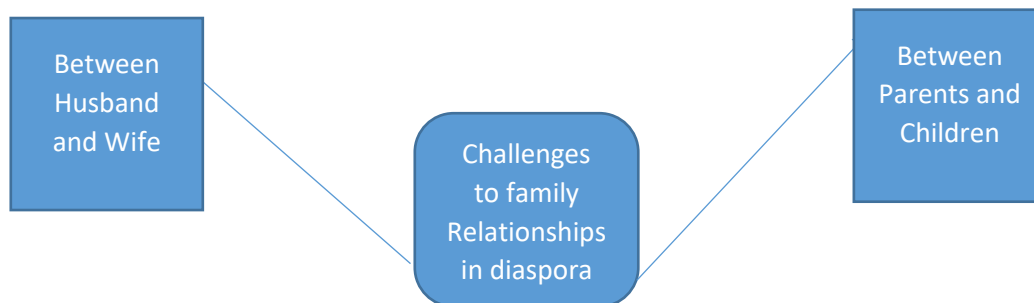 Between
Husband
and Wife
Challenges
to family
Relationships
in diaspora
Between
Parents and
Children